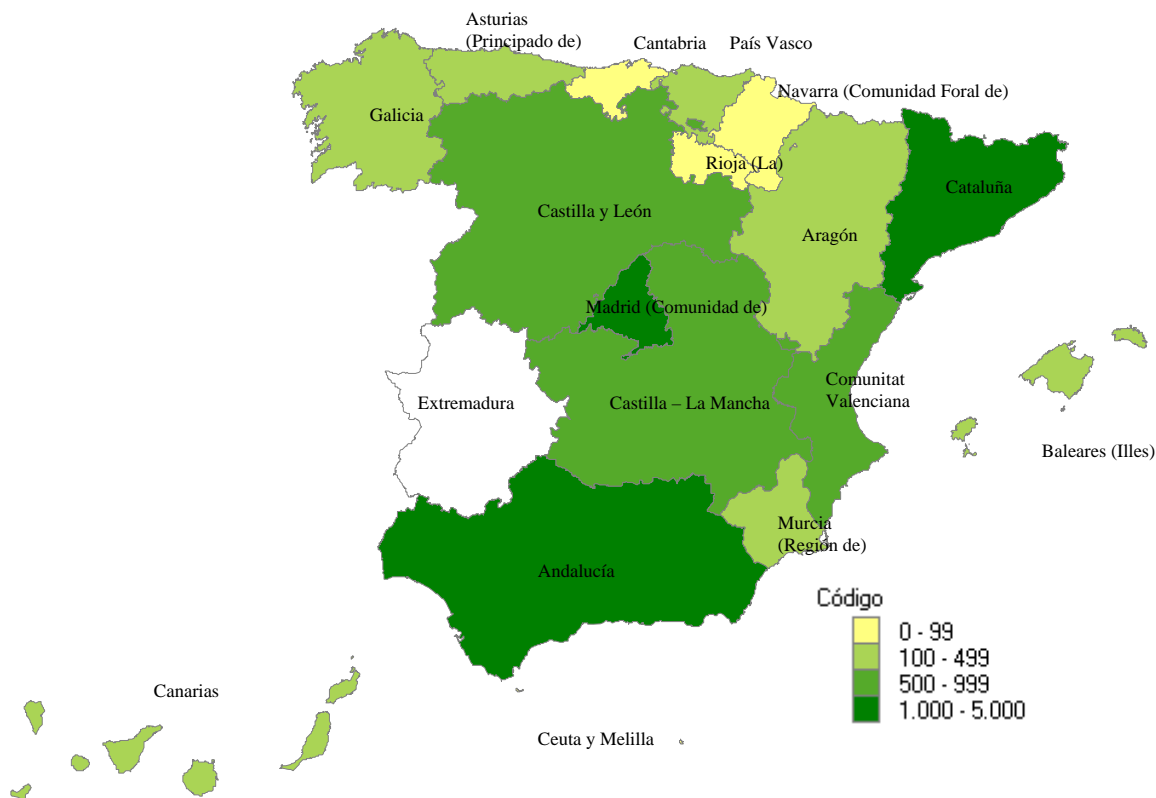 Asturias
(Principado de)
Cantabria
País Vasco
Navarra (Comunidad Foral de)
Galicia
Rioja (La)
Cataluña
Castilla y León
Aragón
Madrid (Comunidad de)
Comunitat
Valenciana
Extremadura
Castilla – La Mancha
Baleares (Illes)
Murcia
(Región de)
Andalucía
Código
0 - 99
100 - 499
500 - 999
1.000 - 5.000
Canarias
Ceuta y Melilla